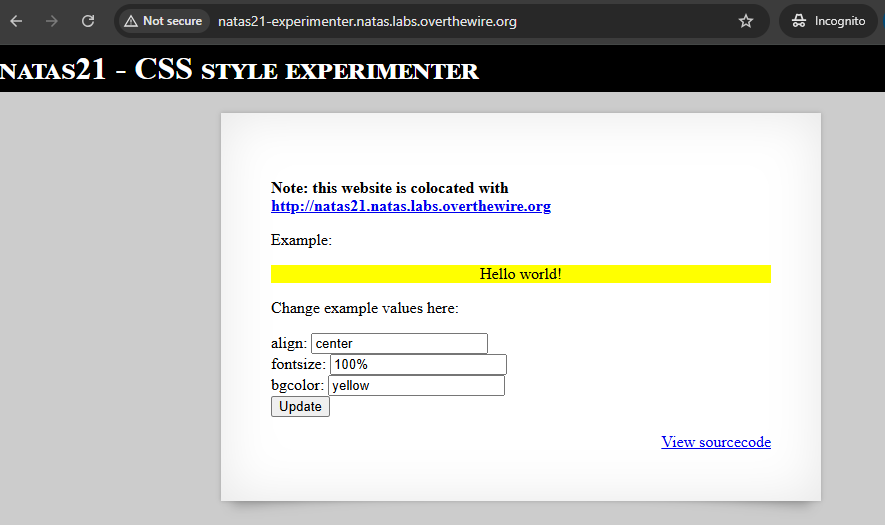 Not secure natas21-experimenter.natas.labs.overthewire.org Incognito
NATAS21 - CSS STYLE EXPERIMENTER
Note: this website is colocated with
http://natas21.natas.labs.overthewire.org
Example:
Hello world!
Change example values here:
align: center
fontsize: 100%
bgcolor: yellow
Update
View sourcecode